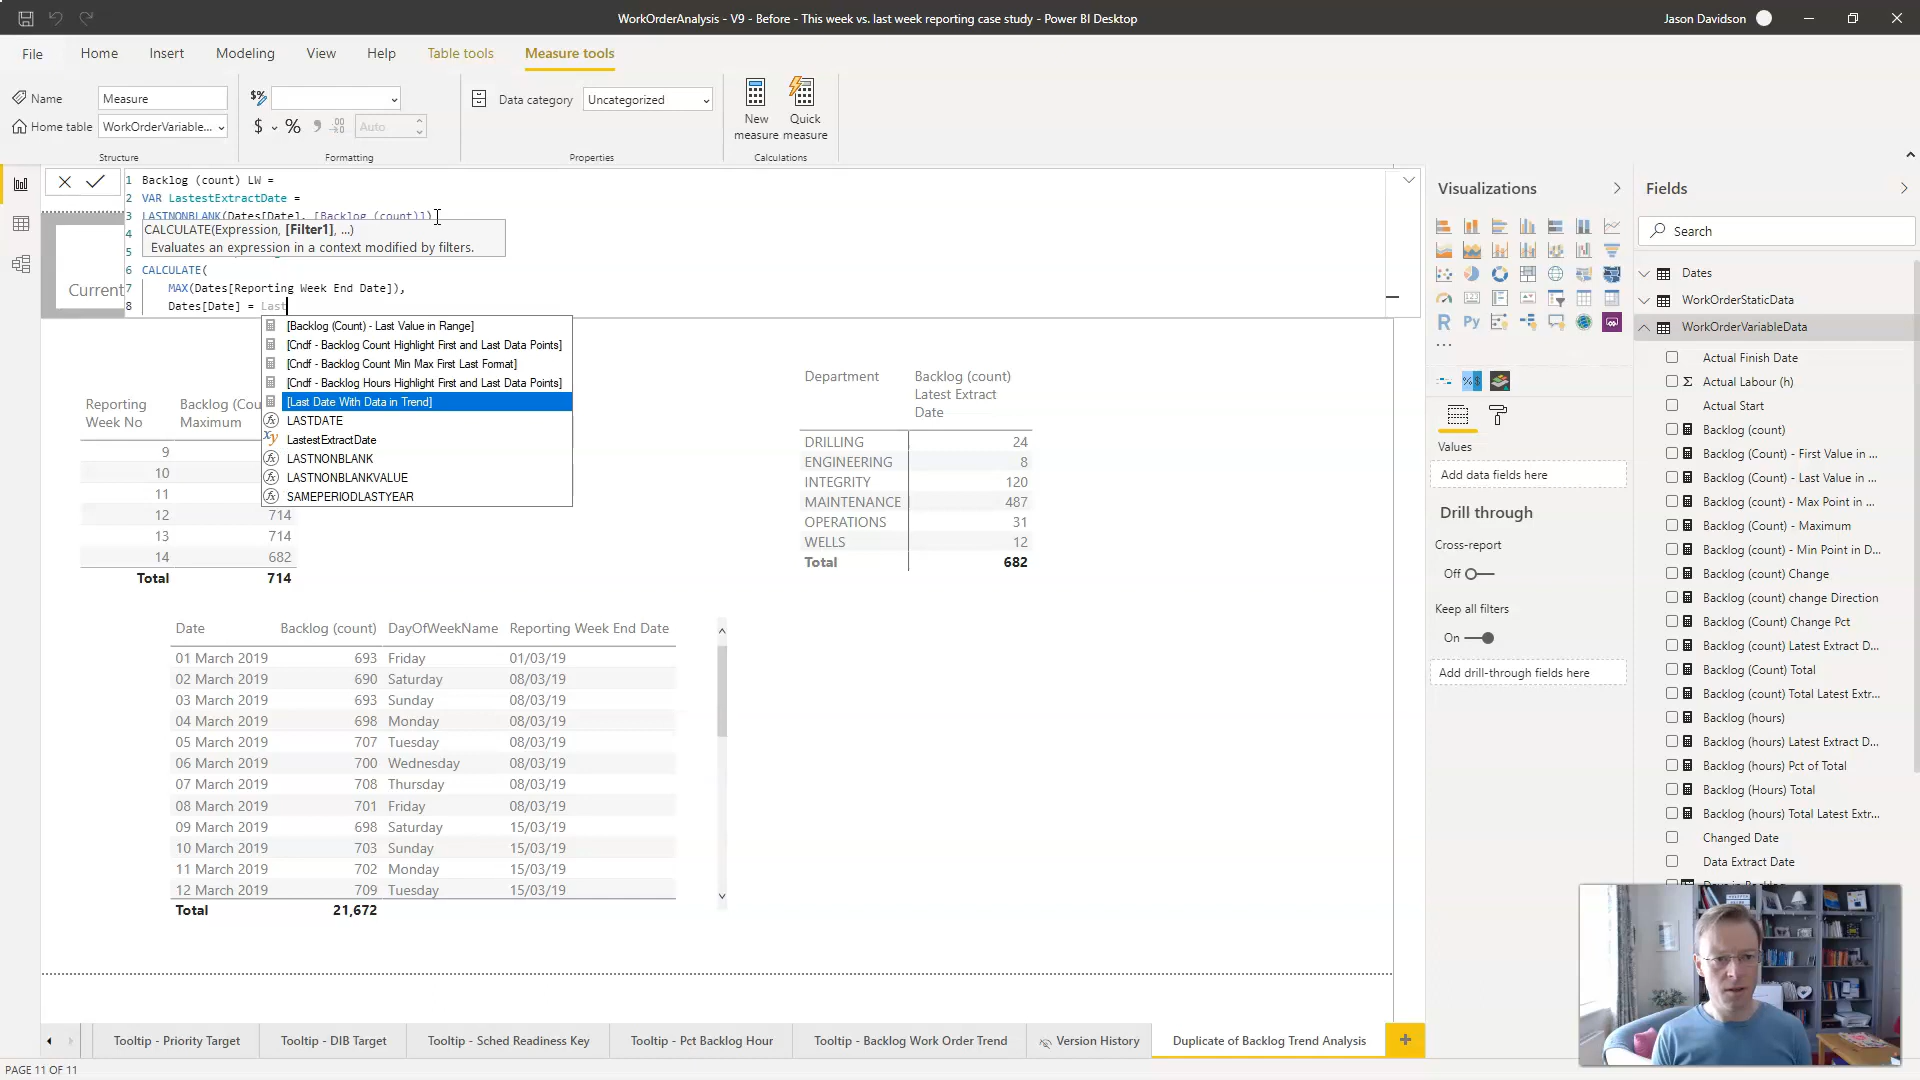 WorkOrderAnalysis - V9 - Before - This week vs. last week reporting case study - Power BI Desktop
Jason Davidson
File
Home
Insert
Modeling
View
Help
Table tools
Measure tools
Name
Measure
Home table
WorkOrderVariable...
Structure
$%
$
%
Auto
Formatting
Data category
Uncategorized
Properties
New measure
Quick measure
Calculations
1 Backlog (count) LW =
2 VAR LastestExtractDate =
3 LASTNONBLANK(Dates[Date], [Backlog (count)])
4
CALCULATE(Expression, [Filter1], ...)
5
Evaluates an expression in a context modified by filters.
6 CALCULATE(
7 MAX(Dates[Reporting Week End Date]),
8 Dates[Date] = Last
[Backlog (Count) - Last Value in Range]
[Cndf - Backlog Count Highlight First and Last Data Points]
[Cndf - Backlog Count Min Max First Last Format]
[Cndf - Backlog Hours Highlight First and Last Data Points]
[Last Date With Data in Trend]
LASTDATE
LastestExtractDate
LASTNONBLANK
LASTNONBLANKVALUE
SAMEPERIODLASTYEAR
Current
Reporting Week No
Backlog (Cou
Maximum
9
10
11
12 714
13 714
14 682
Total 714
Department
Backlog (count) Latest Extract Date
DRILLING 24
ENGINEERING 8
INTEGRITY 120
MAINTENANCE 487
OPERATIONS 31
WELLS 12
Total 682
Date Backlog (count) DayOfWeekName Reporting Week End Date
01 March 2019 693 Friday 01/03/19
02 March 2019 690 Saturday 08/03/19
03 March 2019 693 Sunday 08/03/19
04 March 2019 698 Monday 08/03/19
05 March 2019 707 Tuesday 08/03/19
06 March 2019 700 Wednesday 08/03/19
07 March 2019 708 Thursday 08/03/19
08 March 2019 701 Friday 08/03/19
09 March 2019 698 Saturday 15/03/19
10 March 2019 703 Sunday 15/03/19
11 March 2019 702 Monday 15/03/19
12 March 2019 709 Tuesday 15/03/19
Total 21,672
Visualizations
R
Py
...
Values
Add data fields here
Drill through
Cross-report
Off
Keep all filters
On
Add drill-through fields here
Fields
Search
Dates
WorkOrderStaticData
WorkOrderVariableData
Actual Finish Date
Actual Labour (h)
Actual Start
Backlog (count)
Backlog (Count) - First Value in ...
Backlog (Count) - Last Value in ...
Backlog (count) - Max Point in ...
Backlog (Count) - Maximum
Backlog (count) - Min Point in D...
Backlog (count) Change
Backlog (count) change Direction
Backlog (Count) Change Pct
Backlog (count) Latest Extract D...
Backlog (Count) Total
Backlog (count) Total Latest Extr...
Backlog (hours)
Backlog (hours) Latest Extract D...
Backlog (hours) Pct of Total
Backlog (Hours) Total
Backlog (hours) Total Latest Extr...
Changed Date
Data Extract Date
Tooltip - Priority Target
Tooltip - DIB Target
Tooltip - Sched Readiness Key
Tooltip - Pct Backlog Hour
Tooltip - Backlog Work Order Trend
Version History
Duplicate of Backlog Trend Analysis
PAGE 11 OF 11